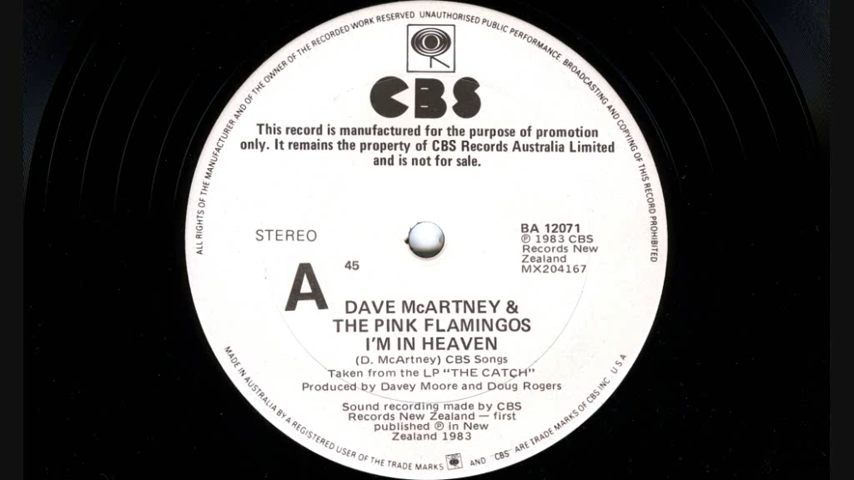 ALL RIGHTS OF THE MANUFACTURER AND OF THE OWNER OF THE RECORDED WORK RESERVED UNAUTHORISED PUBLIC PERFORMANCE, BROADCASTING AND COPYING OF THIS RECORD PROHIBITED
CBS
This record is manufactured for the purpose of promotion
only. It remains the property of CBS Records Australia Limited
and is not for sale.
STEREO
BA 12071
℗ 1983 CBS
Records New
Zealand
MX204167
45
A
DAVE McARTNEY &
THE PINK FLAMINGOS
I'M IN HEAVEN
(D. McArtney) CBS Songs
Taken from the LP "THE CATCH"
Produced by Davey Moore and Doug Rogers
Sound recording made by CBS
Records New Zealand — first
published ℗ in New
Zealand 1983
MADE IN AUSTRALIA BY A REGISTERED USER OF THE TRADE MARKS AND "CBS" ARE TRADE MARKS OF CBS INC U S A